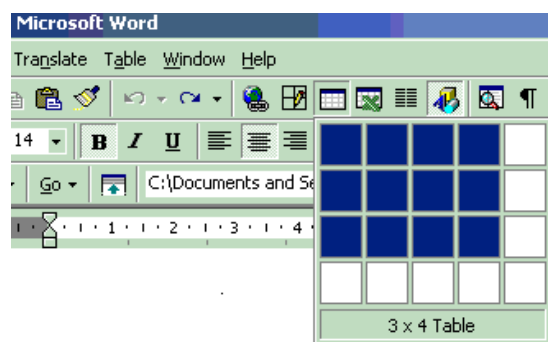 Microsoft Word
Translate Table Window Help
14 B I U
Go C:\Documents and Se
1 2 3 4
3 x 4 Table